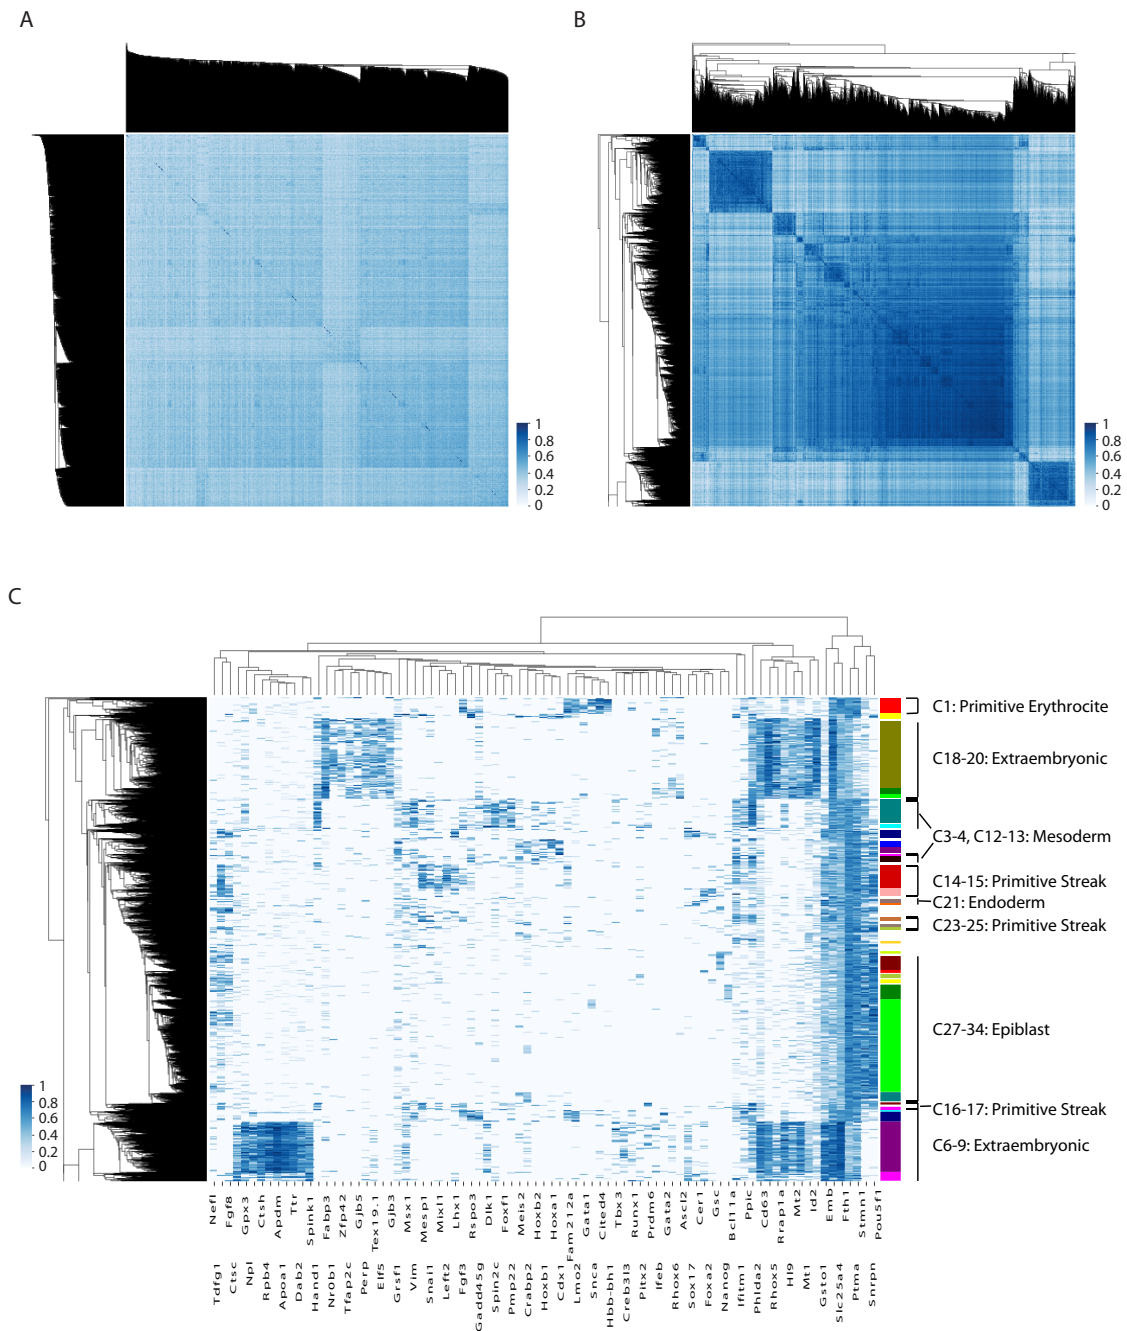 A
B
1
0.8
0.6
0.4
0.2
0
1
0.8
0.6
0.4
0.2
0
C
C1: Primitive Erythrocite
C18-20: Extraembryonic
C3-4, C12-13: Mesoderm
C14-15: Primitive Streak
C21: Endoderm
C23-25: Primitive Streak
C27-34: Epiblast
C16-17: Primitive Streak
C6-9: Extraembryonic
1
0.8
0.6
0.4
0.2
0
Nefl
Tdfg1
Fgf8
Ctsc
Gpx3
Npl
Ctsh
Rpb4
Apdm
Apoa1
Ttr
Dab2
Spink1
Hand1
Fabp3
Nr0b1
Zfp42
Tfap2c
Gjb5
Perp
Tex19.1
Elf5
Gjb3
Grsf1
Msx1
Vim
Mesp1
Snai1
Mixl1
Left2
Lhx1
Fgf3
Rspo3
Gadd45g
Dlk1
Spin2c
Foxf1
Pmp22
Meis2
Crabp2
Hoxb2
Hoxb1
Hoxa1
Cdx1
Fam212a
Lmo2
Gata1
Snca
Cited4
Hbb-bh1
Tbx3
Creb3l3
Runx1
Pitx2
Prdm6
Ifeb
Gata2
Rhox6
Ascl2
Sox17
Cer1
Foxa2
Gsc
Nanog
Bcl11a
Ifitm1
Ppic
Phlda2
Cd63
Rhox5
Rrap1a
Hl9
Mt2
Mt1
Id2
Gsto1
Emb
Slc25a4
Fth1
Ptma
Stmn1
Snrpn
Pou5f1